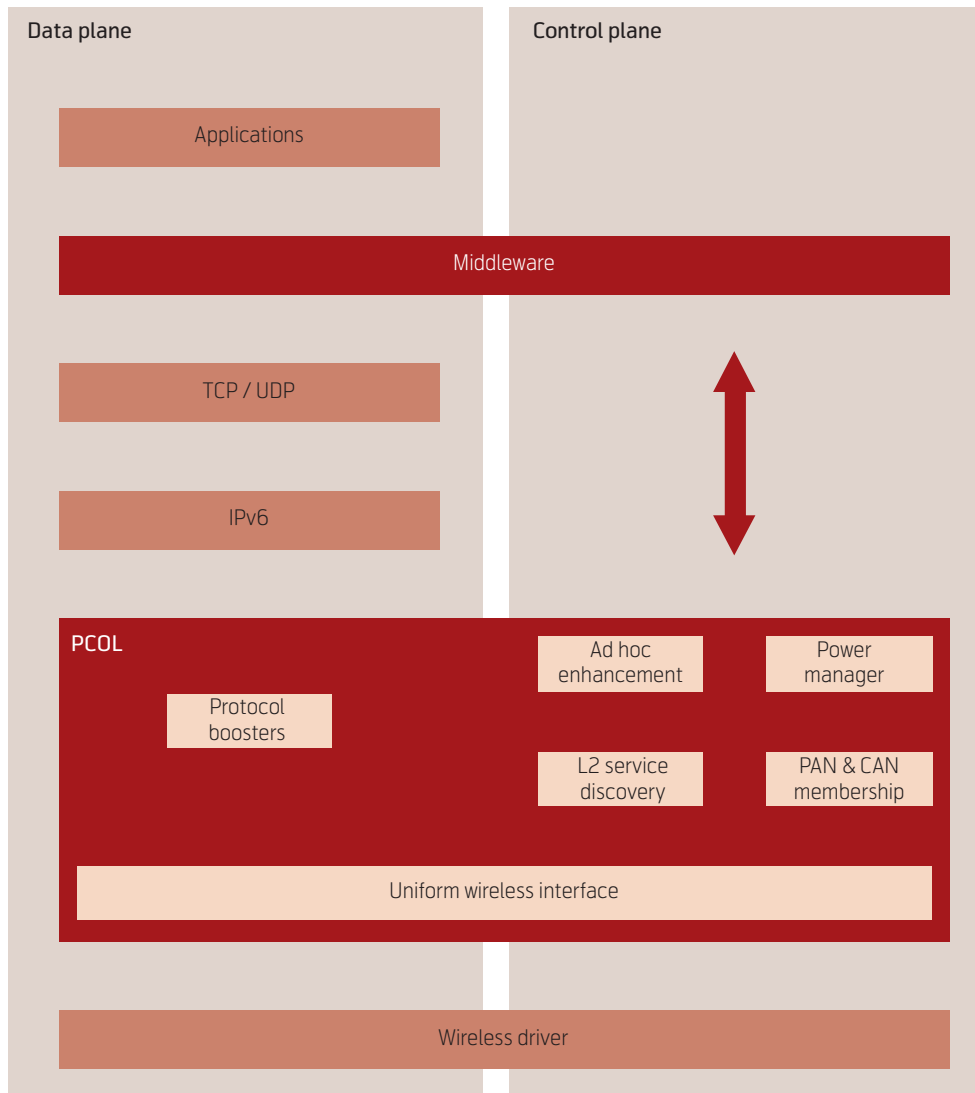 Data plane
Control plane
Applications
Middleware
TCP / UDP
IPv6
PCOL
Ad hoc
enhancement
Power
manager
Protocol
boosters
L2 service
discovery
PAN & CAN
membership
Uniform wireless interface
Wireless driver